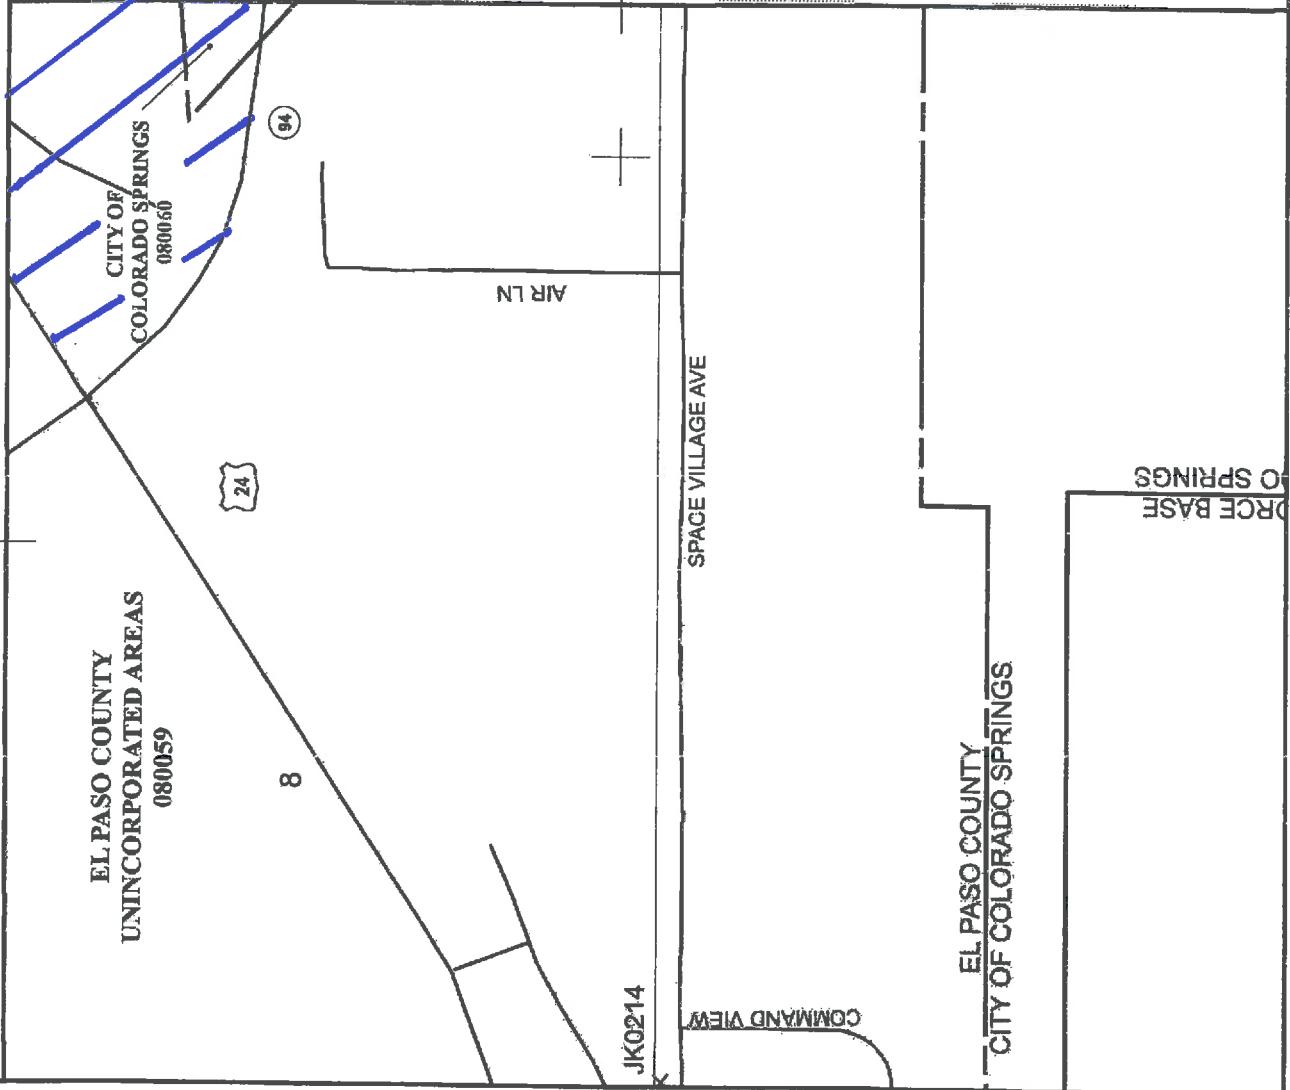 CITY OF
COLORADO SPRINGS
080060
94
AIR LN
24
SPACE VILLAGE AVE
EL PASO COUNTY
UNINCORPORATED AREAS
080059
8
JK0214
COMMAND VIEW
EL PASO COUNTY
CITY OF COLORADO SPRINGS
O SPRINGS
ORCE BASE